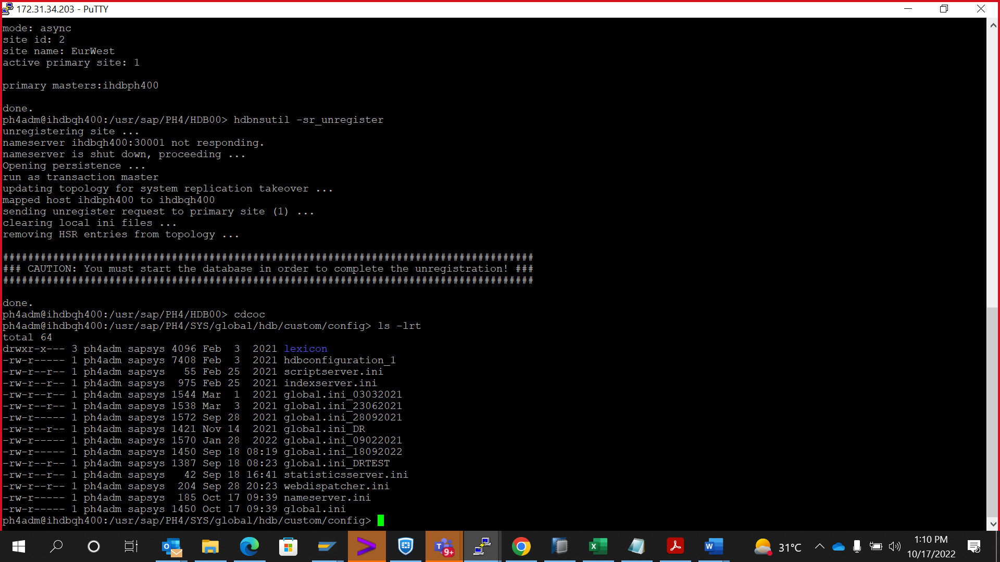 172.31.34.203 - PuTTY
mode: async
site id: 2
site name: EurWest
active primary site: 1
primary masters:ihdbph400
done.
ph4adm@ihdbqh400:/usr/sap/PH4/HDB00> hdbnsutil -sr_unregister
unregistering site ...
nameserver ihdbqh400:30001 not responding.
nameserver is shut down, proceeding ...
Opening persistence ...
run as transaction master
updating topology for system replication takeover ...
mapped host ihdbph400 to ihdbqh400
sending unregister request to primary site (1) ...
clearing local ini files ...
removing HSR entries from topology ...
#####################################################################################
### CAUTION: You must start the database in order to complete the unregistration! ###
#####################################################################################
done.
ph4adm@ihdbqh400:/usr/sap/PH4/HDB00> cdcoc
ph4adm@ihdbqh400:/usr/sap/PH4/SYS/global/hdb/custom/config> ls -lrt
total 64
drwxr-x--- 3 ph4adm sapsys 4096 Feb  3  2021 lexicon
-rw-r----- 1 ph4adm sapsys 7408 Feb  3  2021 hdbconfiguration_1
-rw-r--r-- 1 ph4adm sapsys   55 Feb 25  2021 scriptserver.ini
-rw-r--r-- 1 ph4adm sapsys  975 Feb 25  2021 indexserver.ini
-rw-r--r-- 1 ph4adm sapsys 1544 Mar  1  2021 global.ini_03032021
-rw-r--r-- 1 ph4adm sapsys 1538 Mar  3  2021 global.ini_23062021
-rw-r----- 1 ph4adm sapsys 1572 Sep 28  2021 global.ini_28092021
-rw-r--r-- 1 ph4adm sapsys 1421 Nov 14  2021 global.ini_DR
-rw-r----- 1 ph4adm sapsys 1570 Jan 28  2022 global.ini_09022021
-rw-r----- 1 ph4adm sapsys 1450 Sep 18 08:19 global.ini_18092022
-rw-r----- 1 ph4adm sapsys 1387 Sep 18 08:23 global.ini_DRTEST
-rw-r--r-- 1 ph4adm sapsys   42 Sep 18 16:41 statisticsserver.ini
-rw-r--r-- 1 ph4adm sapsys  204 Sep 28 20:23 webdispatcher.ini
-rw-r----- 1 ph4adm sapsys  185 Oct 17 09:39 nameserver.ini
-rw-r----- 1 ph4adm sapsys 1450 Oct 17 09:39 global.ini
ph4adm@ihdbqh400:/usr/sap/PH4/SYS/global/hdb/custom/config>
9+
31°C
1:10 PM
10/17/2022